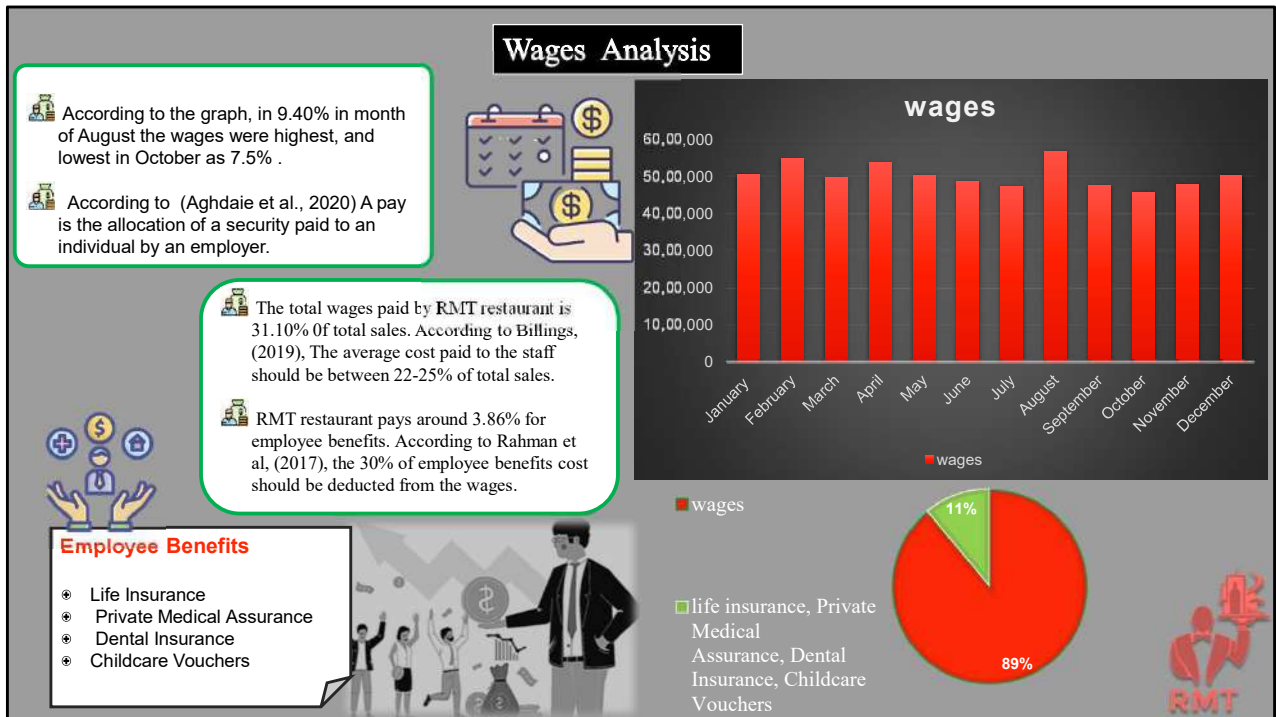 Wages Analysis
According to the graph, in 9.40% in month
of August the wages were highest, and
lowest in October as 7.5% .
According to (Aghdaie et al., 2020) A pay
is the allocation of a security paid to an
individual by an employer.
The total wages paid by RMT restaurant is
31.10% 0f total sales. According to Billings,
(2019), The average cost paid to the staff
should be between 22-25% of total sales.
RMT restaurant pays around 3.86% for
employee benefits. According to Rahman et
al, (2017), the 30% of employee benefits cost
should be deducted from the wages.
Employee Benefits
Life Insurance
Private Medical Assurance
Dental Insurance
Childcare Vouchers
wages
60,00,000
50,00,000
40,00,000
30,00,000
20,00,000
10,00,000
0
January
February
March
April
May
June
July
August
September
October
November
December
wages
wages
life insurance, Private
Medical
Assurance, Dental
Insurance, Childcare
Vouchers
11%
89%
RMT